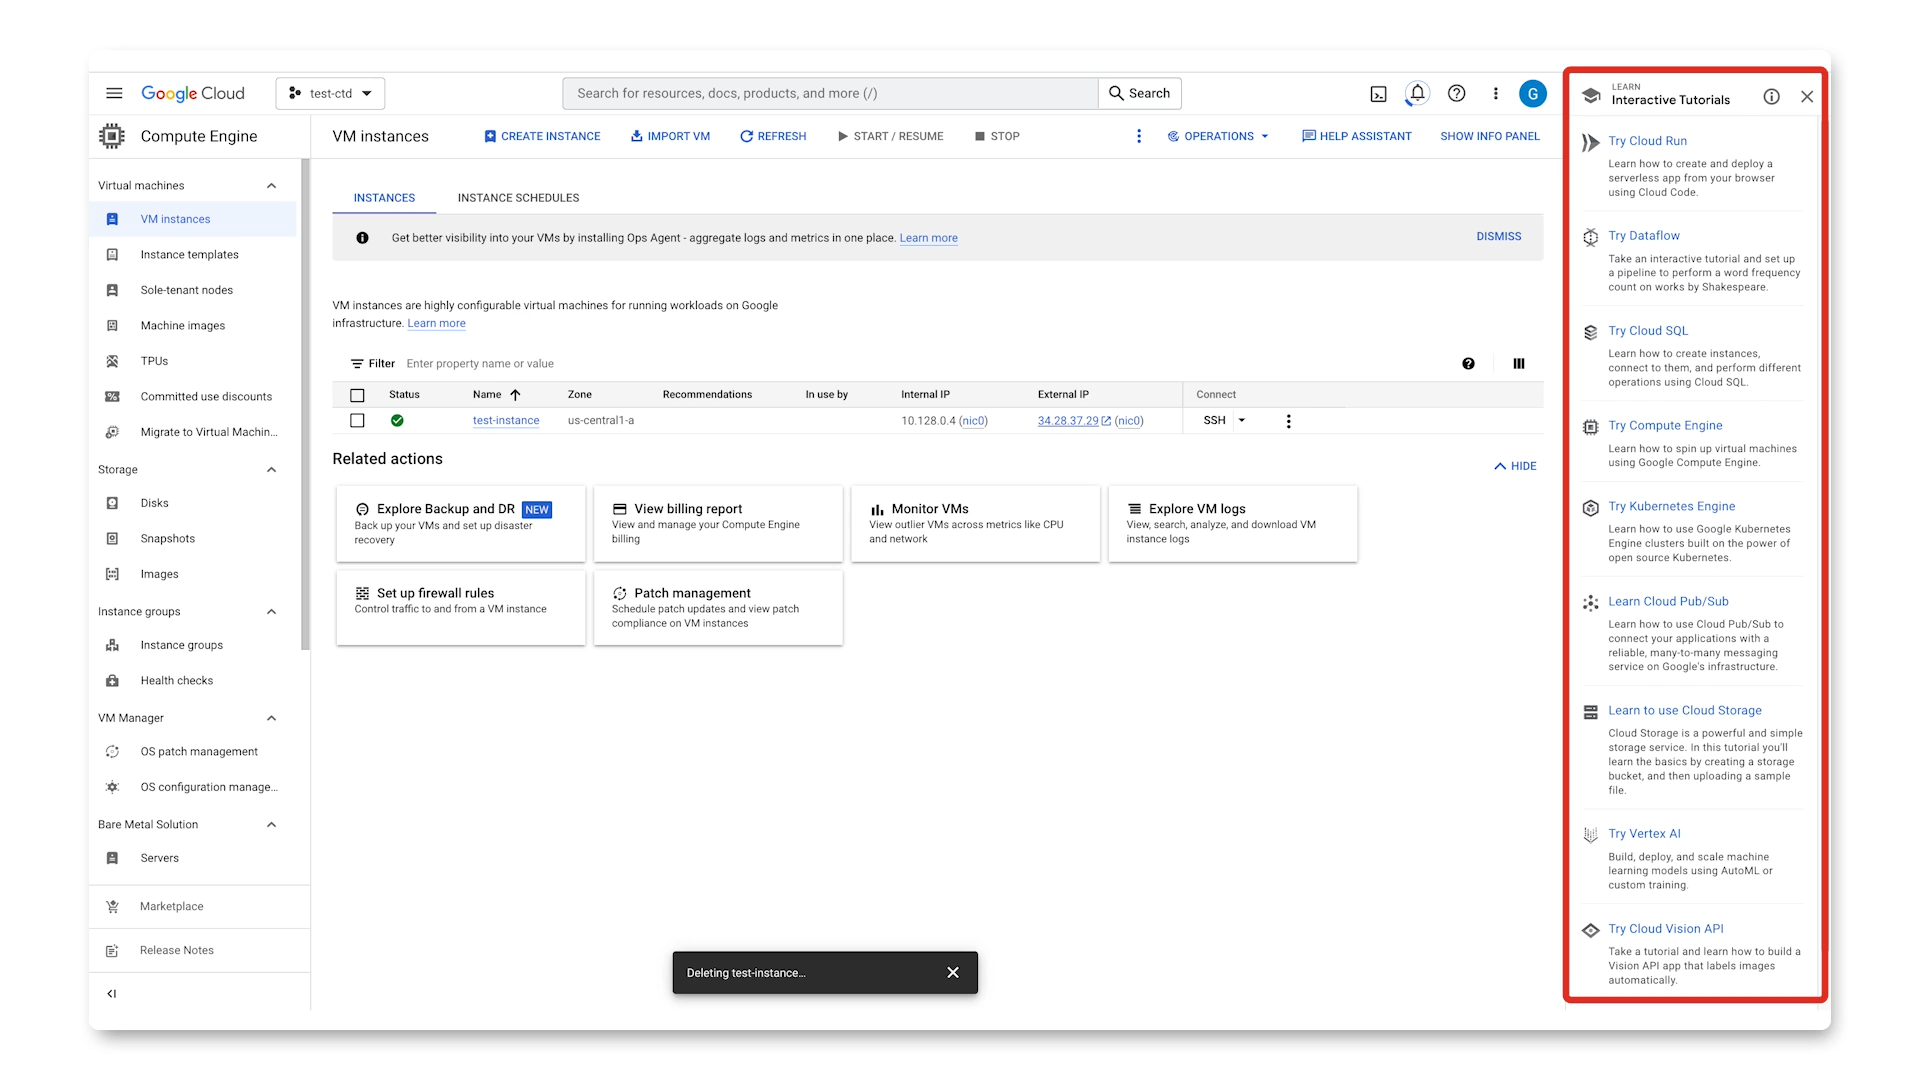 Google Cloud
test-ctd
Search for resources, docs, products, and more (/)
Search
G
Compute Engine
VM instances
CREATE INSTANCE
IMPORT VM
REFRESH
START / RESUME
STOP
OPERATIONS
HELP ASSISTANT
SHOW INFO PANEL
Virtual machines
VM instances
Instance templates
Sole-tenant nodes
Machine images
TPUs
Committed use discounts
Migrate to Virtual Machin...
Storage
Disks
Snapshots
Images
Instance groups
Instance groups
Health checks
VM Manager
OS patch management
OS configuration manage...
Bare Metal Solution
Servers
Marketplace
Release Notes
INSTANCES
INSTANCE SCHEDULES
Get better visibility into your VMs by installing Ops Agent - aggregate logs and metrics in one place. Learn more
DISMISS
VM instances are highly configurable virtual machines for running workloads on Google
infrastructure. Learn more
Filter Enter property name or value
Status Name Zone Recommendations In use by Internal IP External IP Connect
test-instance us-central1-a 10.128.0.4 (nic0) 34.28.37.29 (nic0) SSH
Related actions
HIDE
Explore Backup and DR NEW
Back up your VMs and set up disaster
recovery
View billing report
View and manage your Compute Engine
billing
Monitor VMs
View outlier VMs across metrics like CPU
and network
Explore VM logs
View, search, analyze, and download VM
instance logs
Set up firewall rules
Control traffic to and from a VM instance
Patch management
Schedule patch updates and view patch
compliance on VM instances
Deleting test-instance...
LEARN
Interactive Tutorials
Try Cloud Run
Learn how to create and deploy a
serverless app from your browser
using Cloud Code.
Try Dataflow
Take an interactive tutorial and set up
a pipeline to perform a word frequency
count on works by Shakespeare.
Try Cloud SQL
Learn how to create instances,
connect to them, and perform different
operations using Cloud SQL.
Try Compute Engine
Learn how to spin up virtual machines
using Google Compute Engine.
Try Kubernetes Engine
Learn how to use Google Kubernetes
Engine clusters built on the power of
open source Kubernetes.
Learn Cloud Pub/Sub
Learn how to use Cloud Pub/Sub to
connect your applications with a
reliable, many-to-many messaging
service on Google's infrastructure.
Learn to use Cloud Storage
Cloud Storage is a powerful and simple
storage service. In this tutorial you'll
learn the basics by creating a storage
bucket, and then uploading a sample
file.
Try Vertex AI
Build, deploy, and scale machine
learning models using AutoML or
custom training.
Try Cloud Vision API
Take a tutorial and learn how to build a
Vision API app that labels images
automatically.